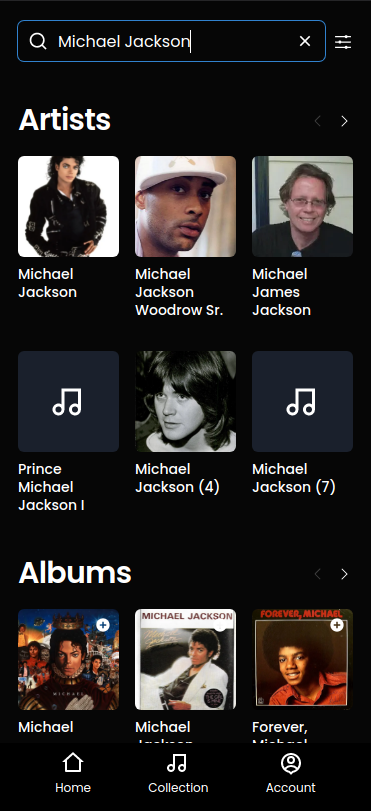 Michael Jackson
Artists
Michael
Jackson
Michael
Jackson
Woodrow Sr.
Michael
James
Jackson
Prince
Michael
Jackson I
Michael
Jackson (4)
Michael
Jackson (7)
Albums
MICHAEL
MICHAEL JACKSON
FOREVER, MICHAEL
Michael
Michael
Jackson
Forever,
Michael
Home
Collection
Account